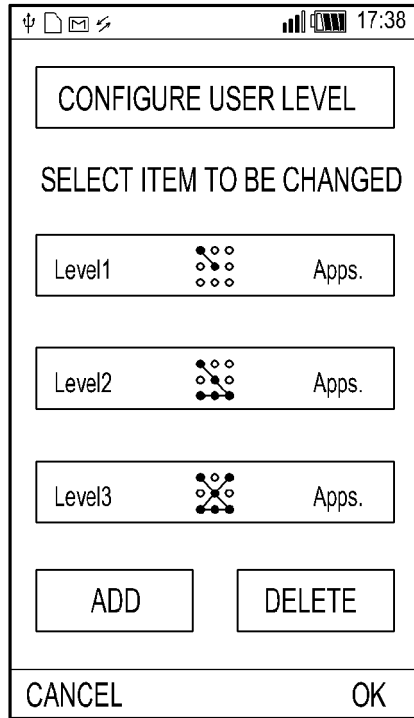 17:38
CONFIGURE USER LEVEL
SELECT ITEM TO BE CHANGED
Level1 Apps.
Level2 Apps.
Level3 Apps.
ADD DELETE
CANCEL OK